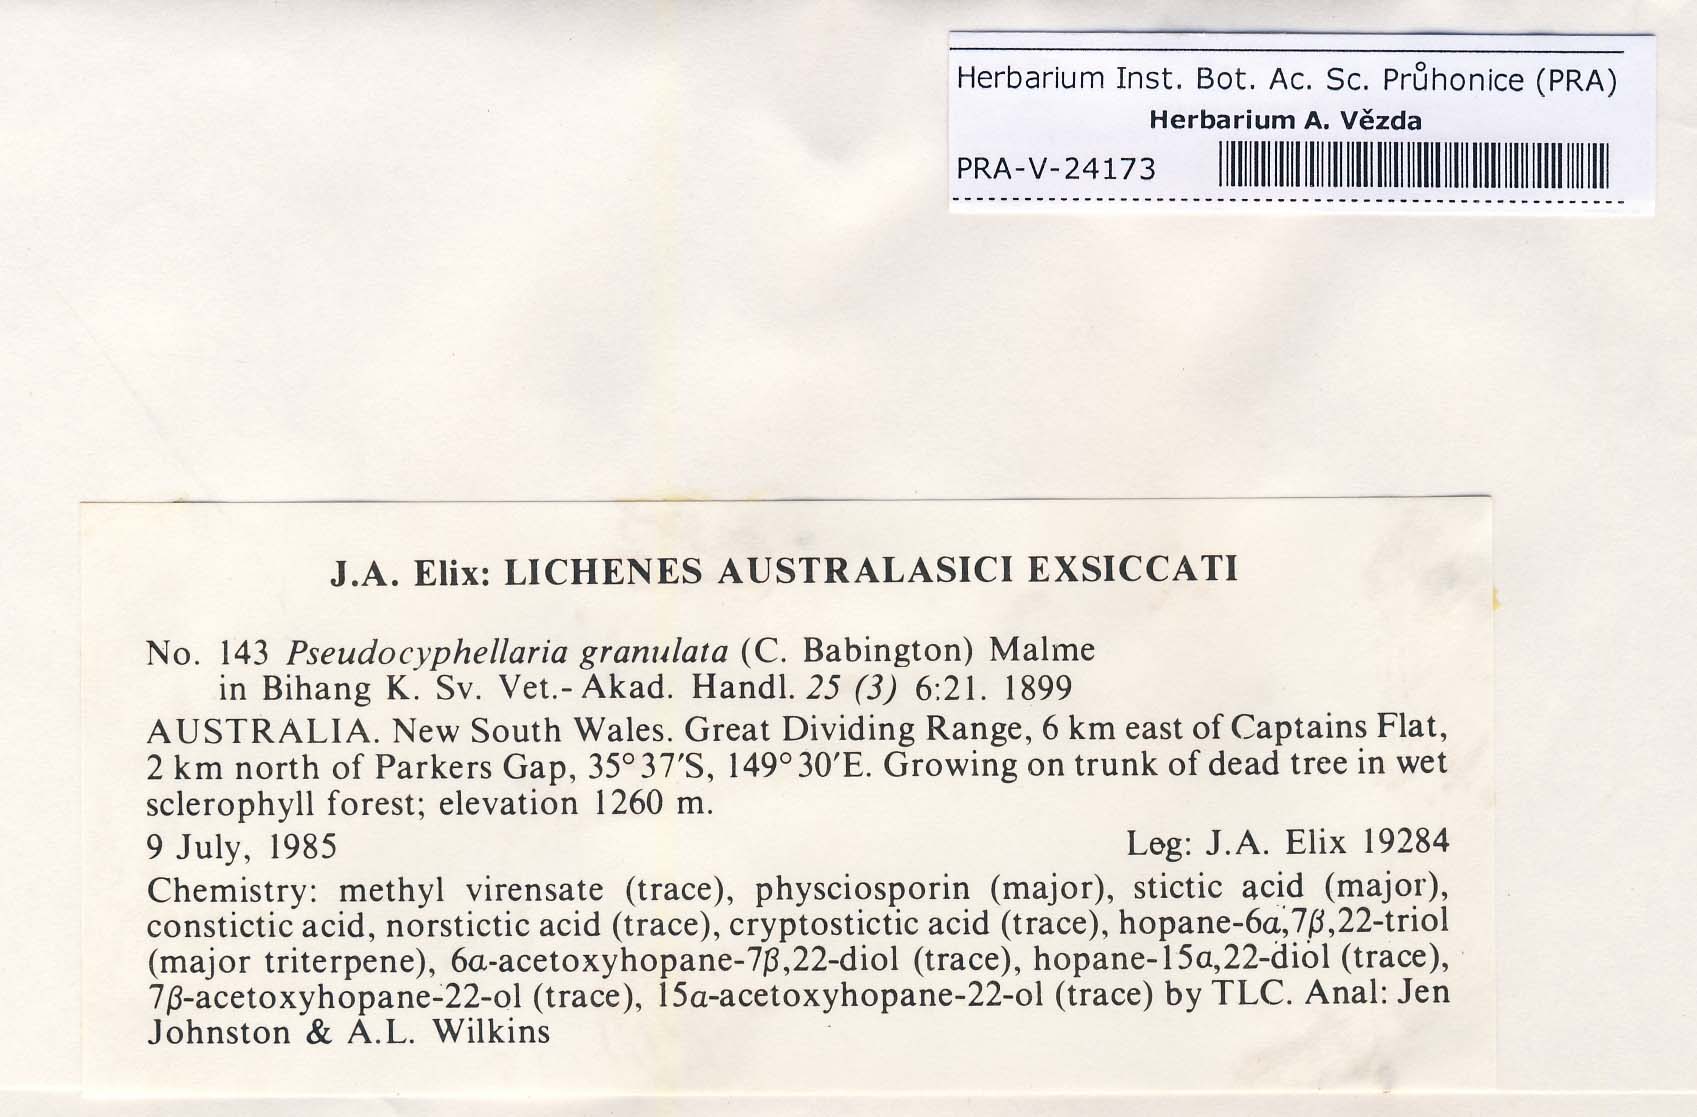 Herbarium Inst. Bot. Ac. Sc. Průhonice (PRA)
Herbarium A. Vězda
PRA-V-24173
J.A. Elix: LICHENES AUSTRALASICI EXSICCATI
No. 143 Pseudocyphellaria granulata (C. Babington) Malme
in Bihang K. Sv. Vet.-Akad. Handl. 25 (3) 6:21. 1899
AUSTRALIA. New South Wales. Great Dividing Range, 6 km east of Captains Flat,
2 km north of Parkers Gap, 35°37′S, 149°30′E. Growing on trunk of dead tree in wet
sclerophyll forest; elevation 1260 m.
9 July, 1985 Leg: J.A. Elix 19284
Chemistry: methyl virensate (trace), physciosporin (major), stictic acid (major),
constictic acid, norstictic acid (trace), cryptostictic acid (trace), hopane-6α,7β,22-triol
(major triterpene), 6α-acetoxyhopane-7β,22-diol (trace), hopane-15α,22-diol (trace),
7β-acetoxyhopane-22-ol (trace), 15α-acetoxyhopane-22-ol (trace) by TLC. Anal: Jen
Johnston & A.L. Wilkins